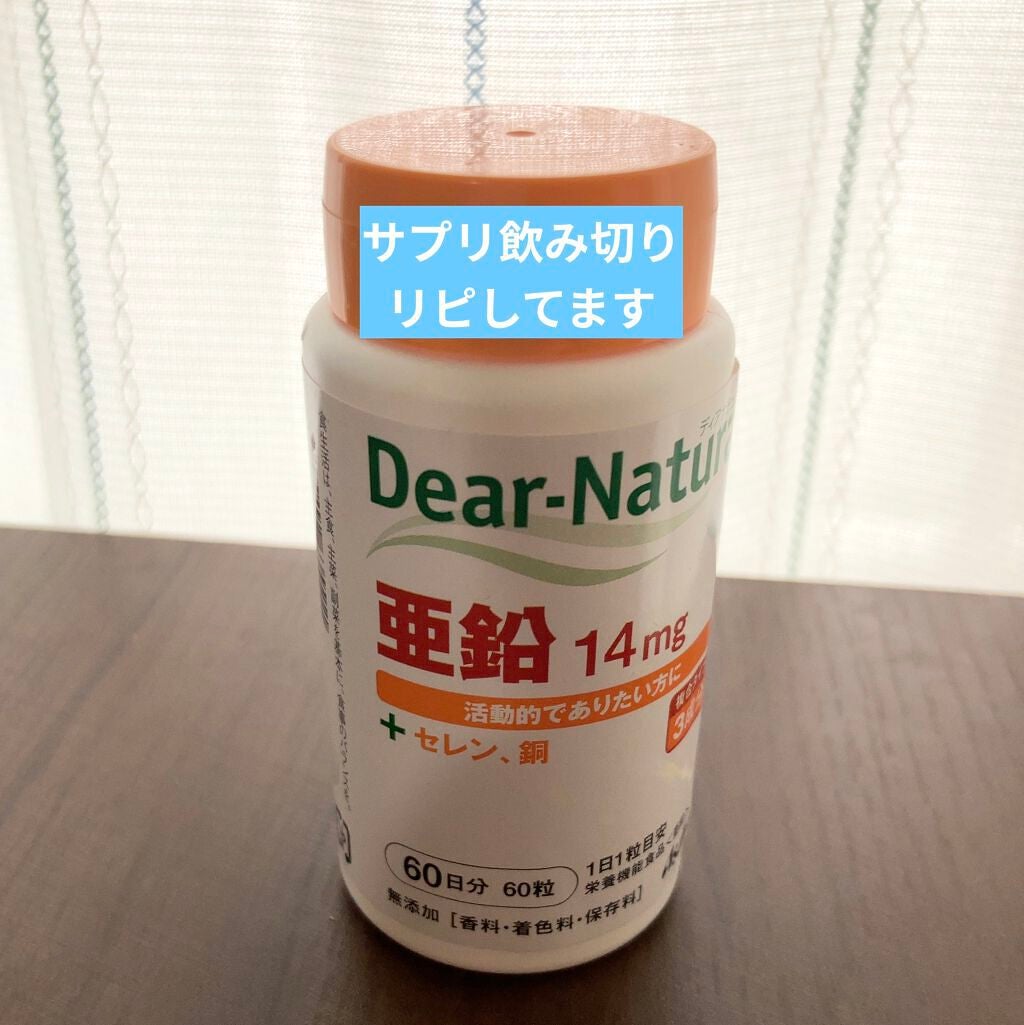 サプリ飲み切り
リピしてます
Dear-Natura
亜鉛 14mg
活動的でありたい方に
+セレン、銅
60日分 60粒
1日1粒目安
栄養機能食品
無添加 [香料・着色料・保存料]